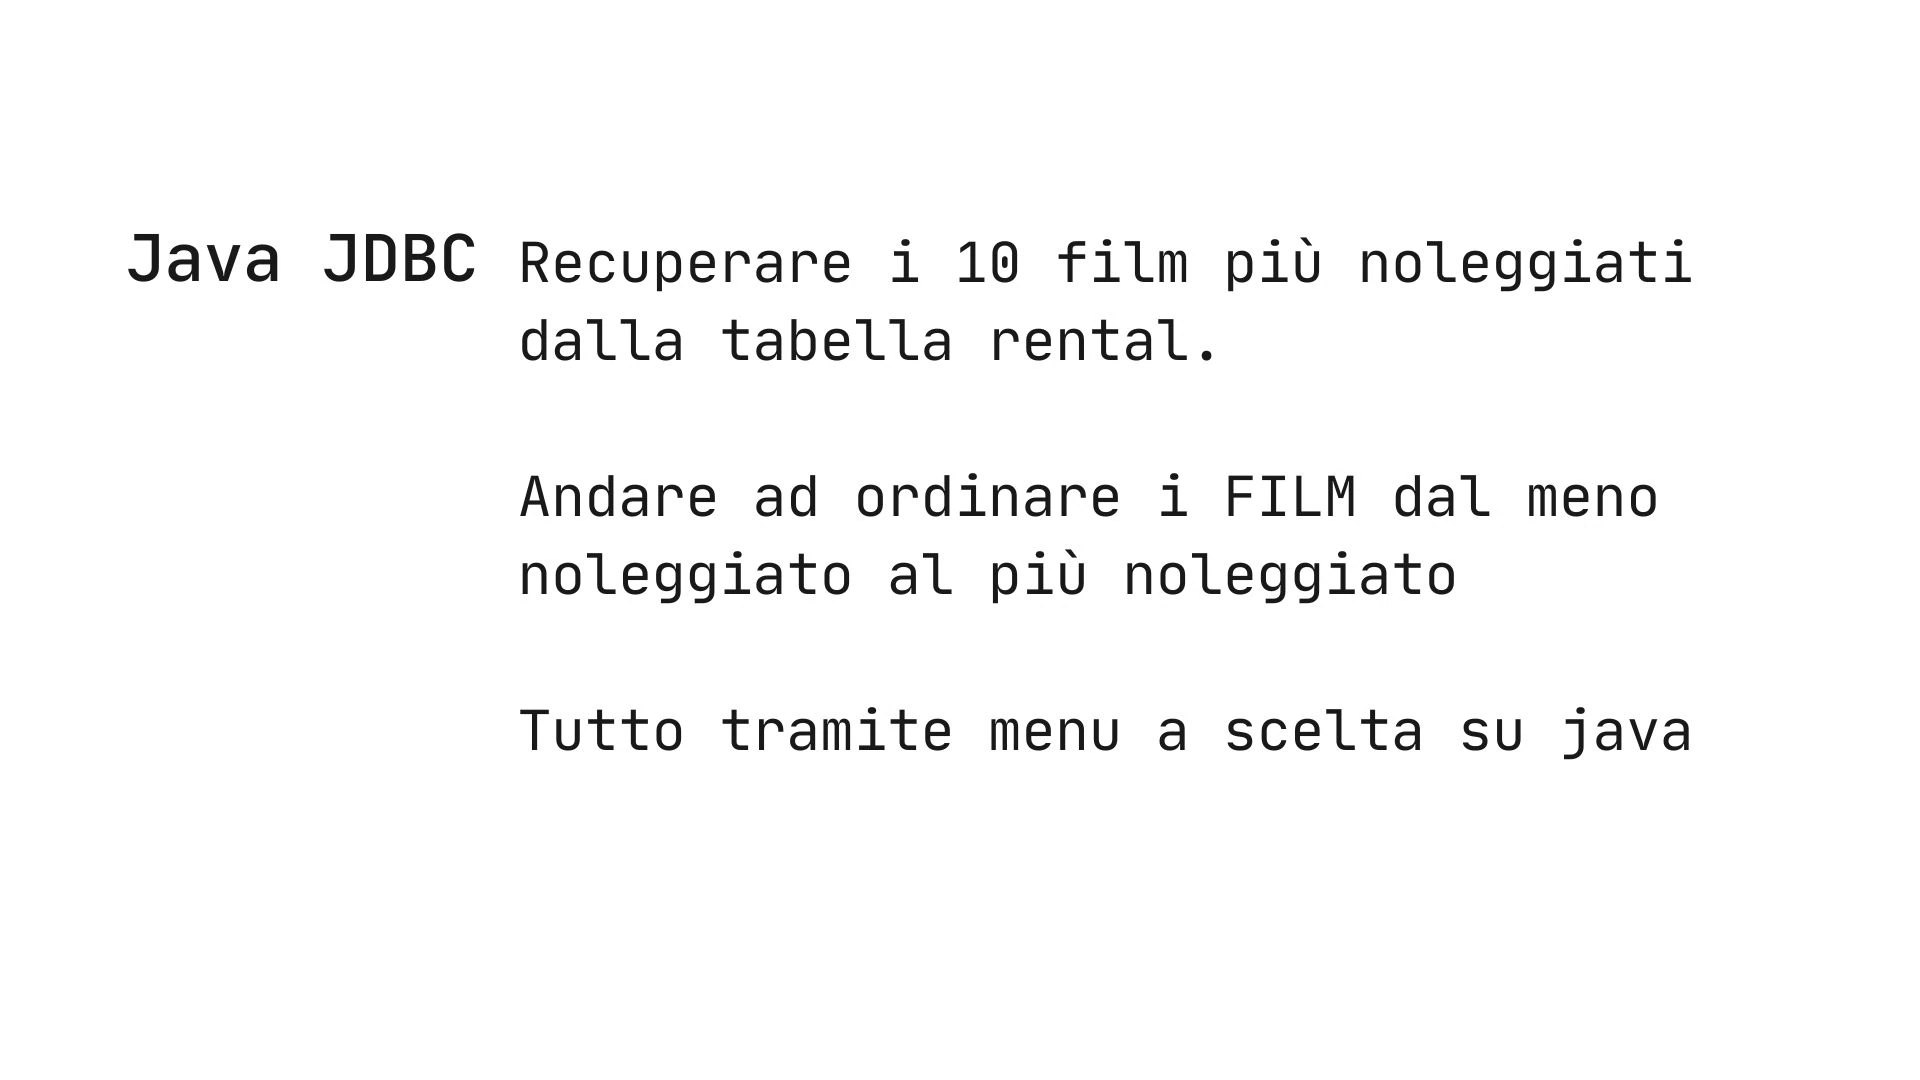 Java JDBC
Recuperare i 10 film più noleggiati
dalla tabella rental.
Andare ad ordinare i FILM dal meno
noleggiato al più noleggiato
Tutto tramite menu a scelta su java